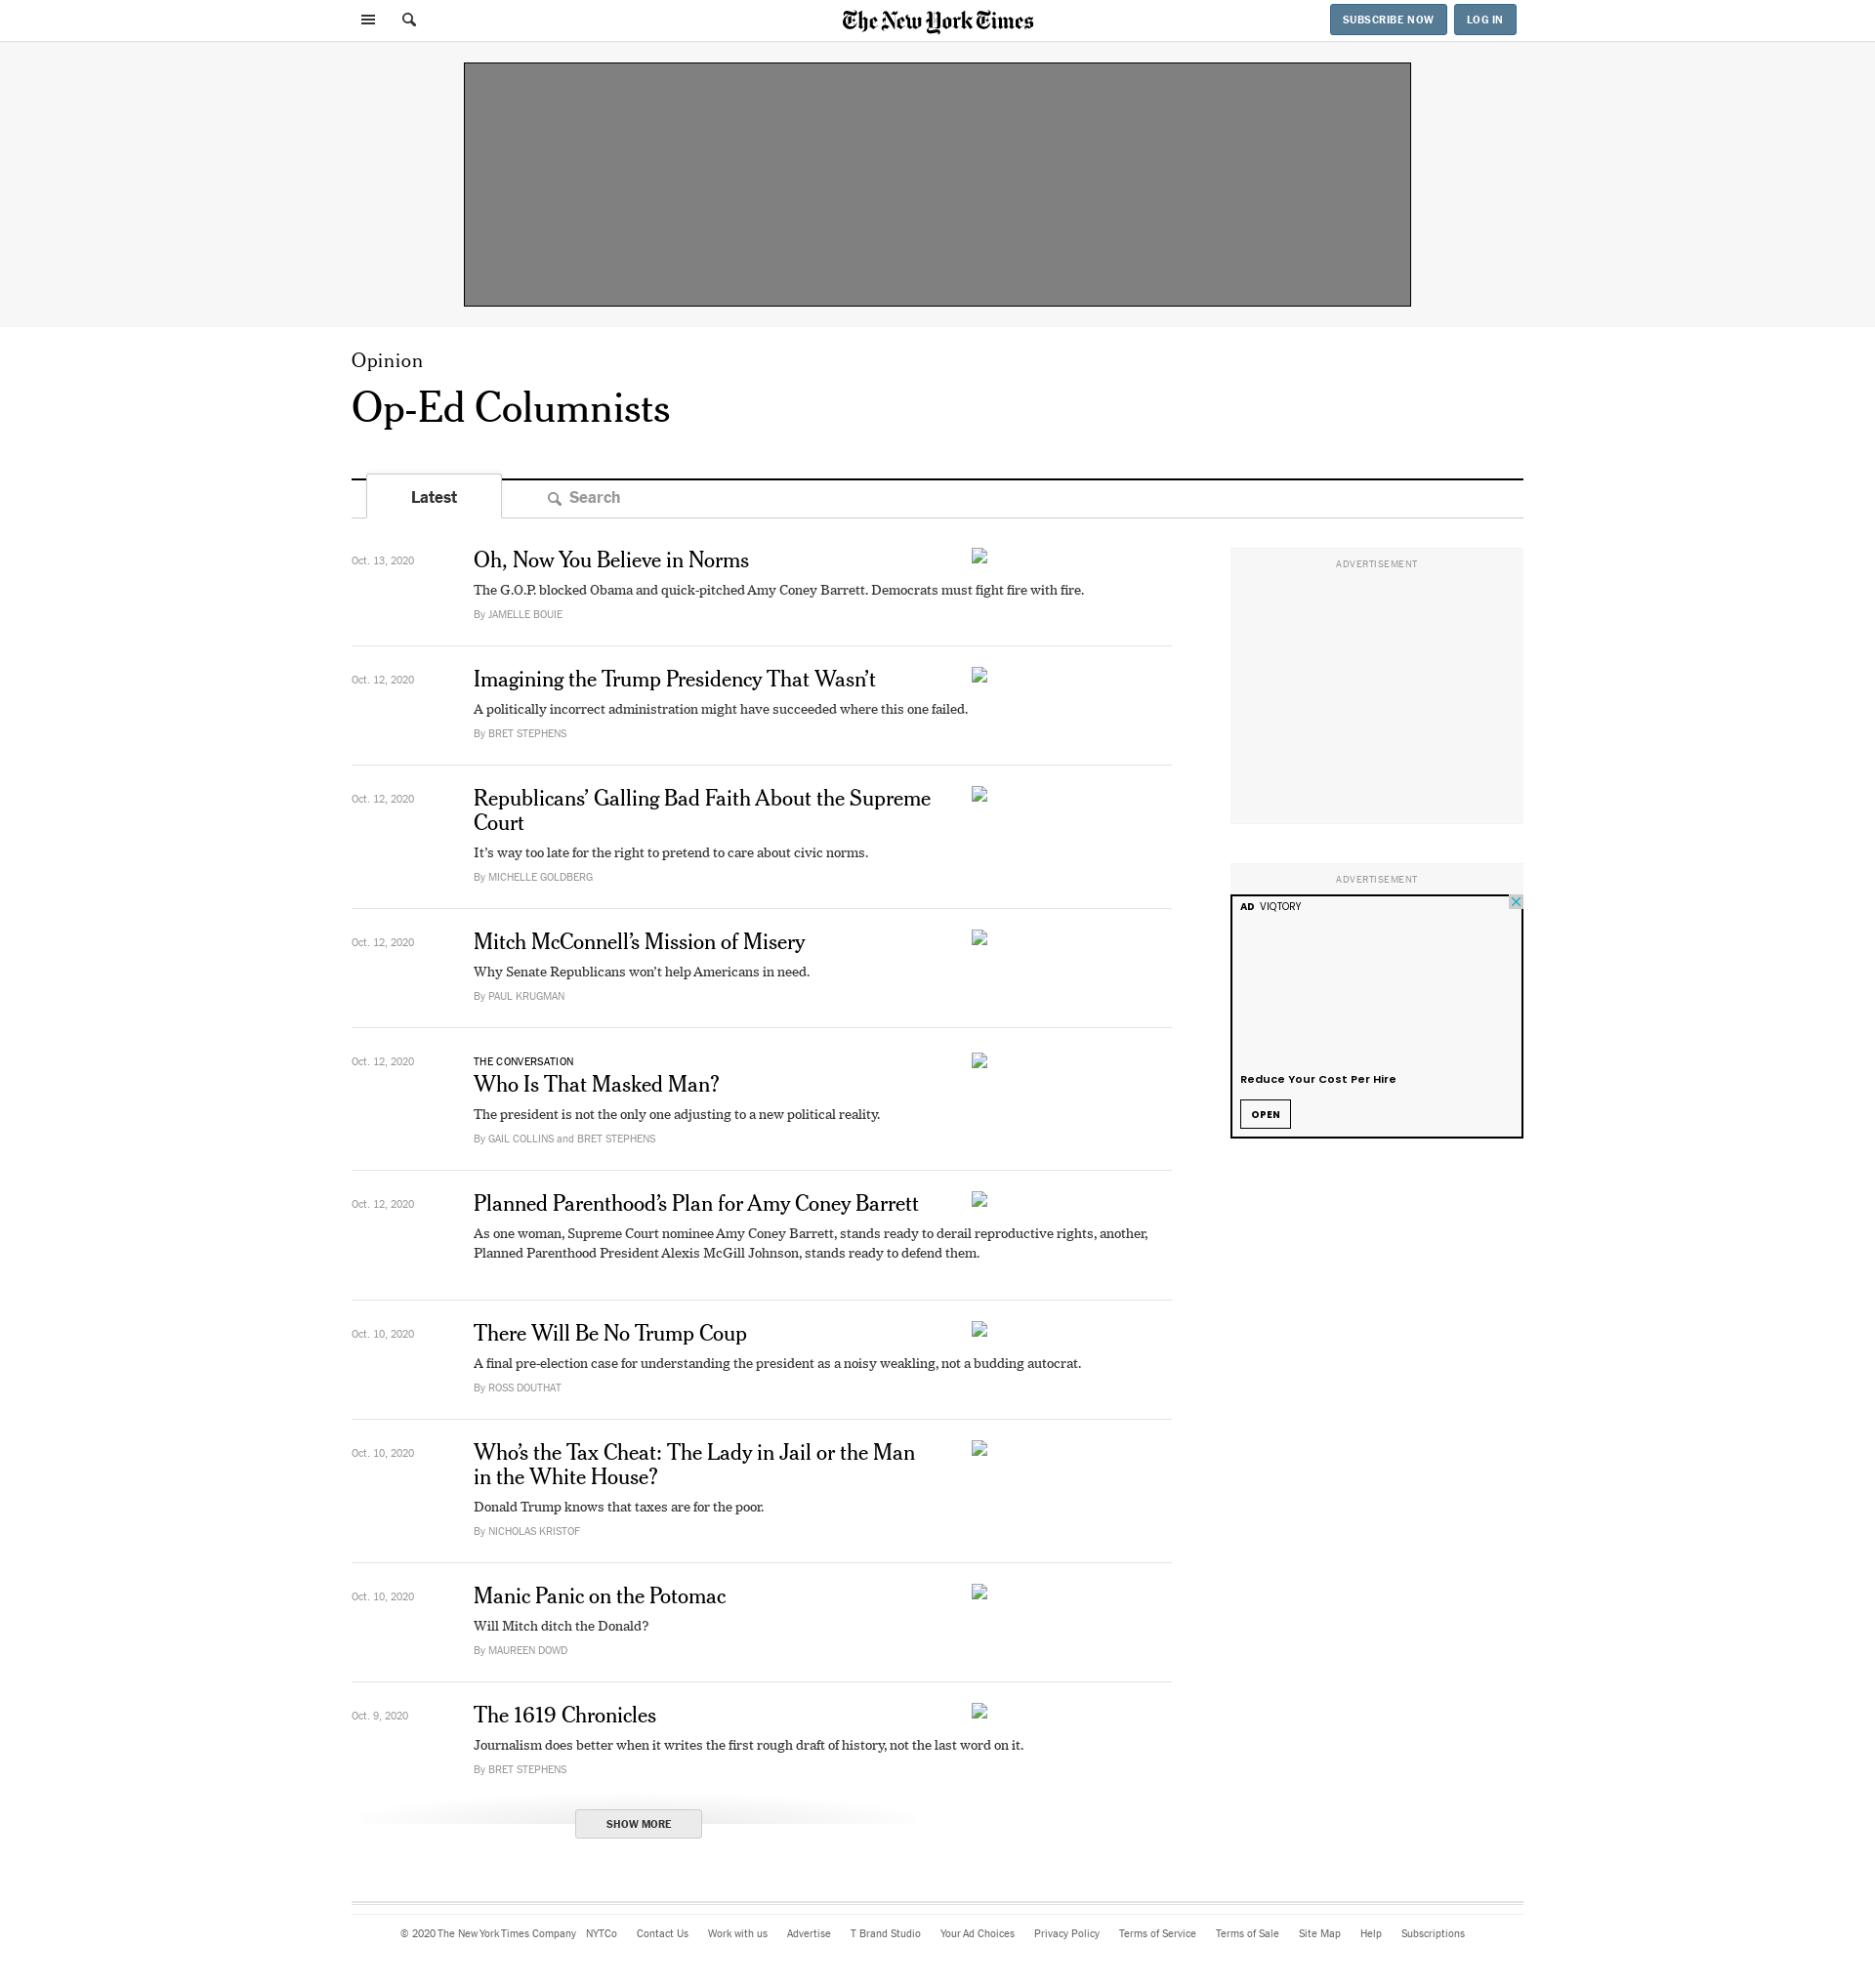 The New York Times
SUBSCRIBE NOW
LOG IN
Opinion
Op-Ed Columnists
Latest
Search
Oct. 13, 2020
Oh, Now You Believe in Norms
The G.O.P. blocked Obama and quick-pitched Amy Coney Barrett. Democrats must fight fire with fire.
By JAMELLE BOUIE
Oct. 12, 2020
Imagining the Trump Presidency That Wasn’t
A politically incorrect administration might have succeeded where this one failed.
By BRET STEPHENS
Oct. 12, 2020
Republicans’ Galling Bad Faith About the Supreme
Court
It’s way too late for the right to pretend to care about civic norms.
By MICHELLE GOLDBERG
Oct. 12, 2020
Mitch McConnell’s Mission of Misery
Why Senate Republicans won’t help Americans in need.
By PAUL KRUGMAN
Oct. 12, 2020
THE CONVERSATION
Who Is That Masked Man?
The president is not the only one adjusting to a new political reality.
By GAIL COLLINS and BRET STEPHENS
Oct. 12, 2020
Planned Parenthood’s Plan for Amy Coney Barrett
As one woman, Supreme Court nominee Amy Coney Barrett, stands ready to derail reproductive rights, another,
Planned Parenthood President Alexis McGill Johnson, stands ready to defend them.
Oct. 10, 2020
There Will Be No Trump Coup
A final pre-election case for understanding the president as a noisy weakling, not a budding autocrat.
By ROSS DOUTHAT
Oct. 10, 2020
Who’s the Tax Cheat: The Lady in Jail or the Man
in the White House?
Donald Trump knows that taxes are for the poor.
By NICHOLAS KRISTOF
Oct. 10, 2020
Manic Panic on the Potomac
Will Mitch ditch the Donald?
By MAUREEN DOWD
Oct. 9, 2020
The 1619 Chronicles
Journalism does better when it writes the first rough draft of history, not the last word on it.
By BRET STEPHENS
SHOW MORE
ADVERTISEMENT
ADVERTISEMENT
AD VIQTORY
Reduce Your Cost Per Hire
OPEN
© 2020 The New York Times Company NYTCo Contact Us Work with us Advertise T Brand Studio Your Ad Choices Privacy Policy Terms of Service Terms of Sale Site Map Help Subscriptions